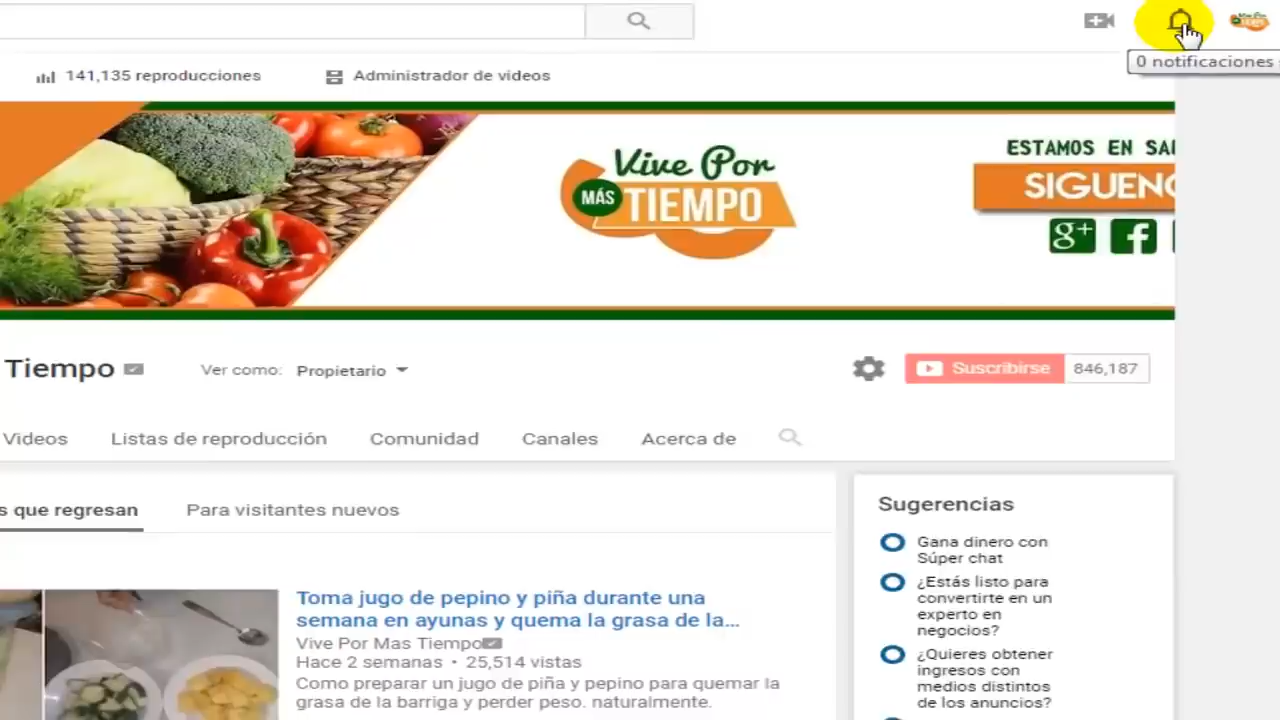 0 notificaciones
141,135 reproducciones
Administrador de videos
Vive Por
MÁS TIEMPO
ESTAMOS EN
SIGUEN
g+ f
Tiempo
Ver como: Propietario
Suscribirse 846,187
Videos
Listas de reproducción
Comunidad
Canales
Acerca de
s que regresan
Para visitantes nuevos
Toma jugo de pepino y piña durante una
semana en ayunas y quema la grasa de la...
Vive Por Mas Tiempo
Hace 2 semanas • 25,514 vistas
Como preparar un jugo de piña y pepino para quemar la
grasa de la barriga y perder peso. naturalmente.
Sugerencias
Gana dinero con
Súper chat
¿Estás listo para
convertirte en un
experto en
negocios?
¿Quieres obtener
ingresos con
medios distintos
de los anuncios?